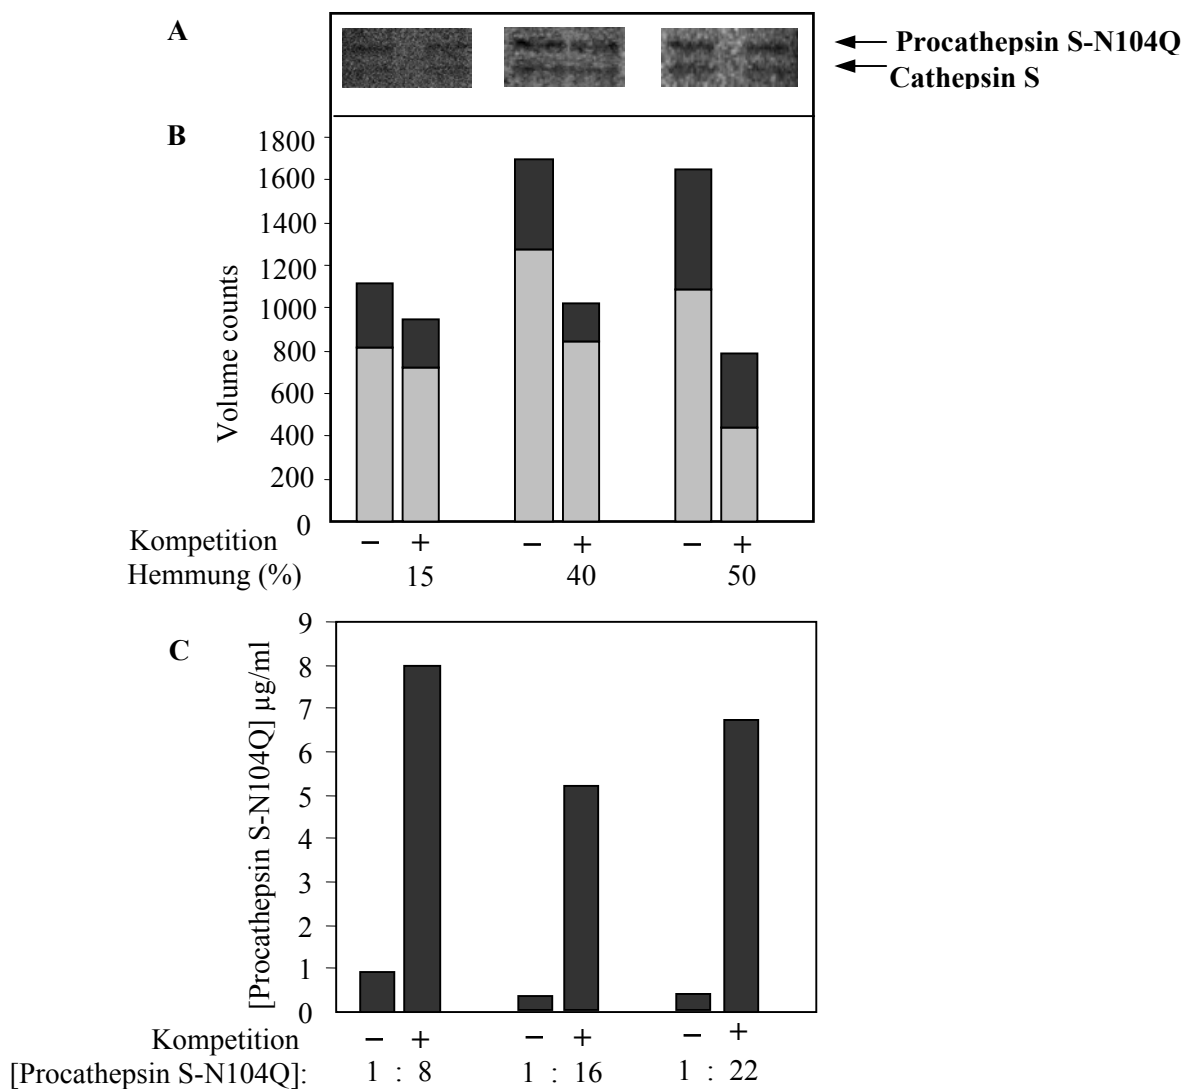 A
Procathepsin S-N104Q
Cathepsin S
B
Volume counts
1800
1600
1400
1200
1000
800
600
400
200
0
Kompetition − + − + − +
Hemmung (%) 15 40 50
C
[Procathepsin S-N104Q] µg/ml
9
8
7
6
5
4
3
2
1
0
Kompetition − + − + − +
[Procathepsin S-N104Q]: 1 : 8 1 : 16 1 : 22